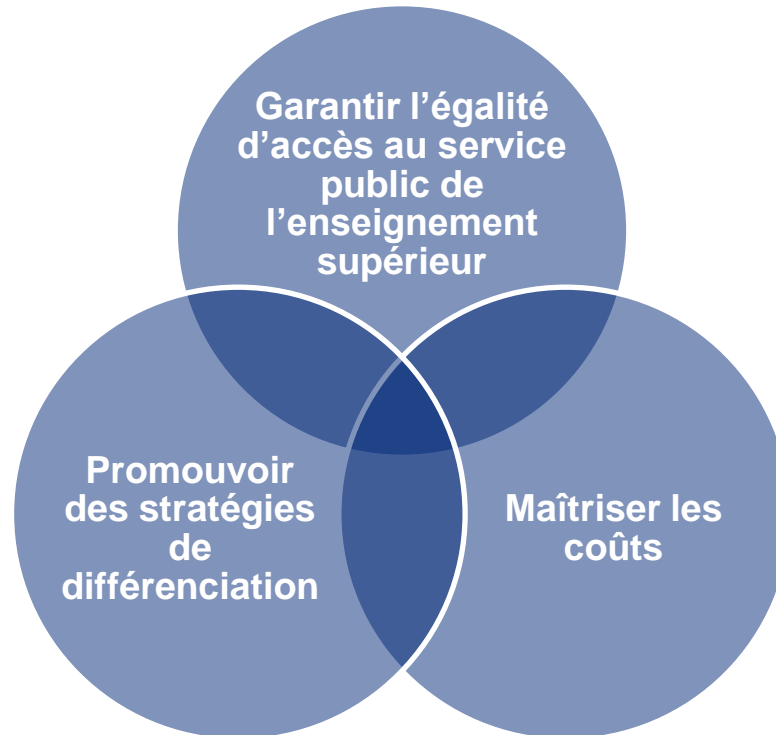 Garantir l’égalité
d’accès au service
public de
l’enseignement
supérieur
Promouvoir
des stratégies
de
différenciation
Maîtriser les
coûts